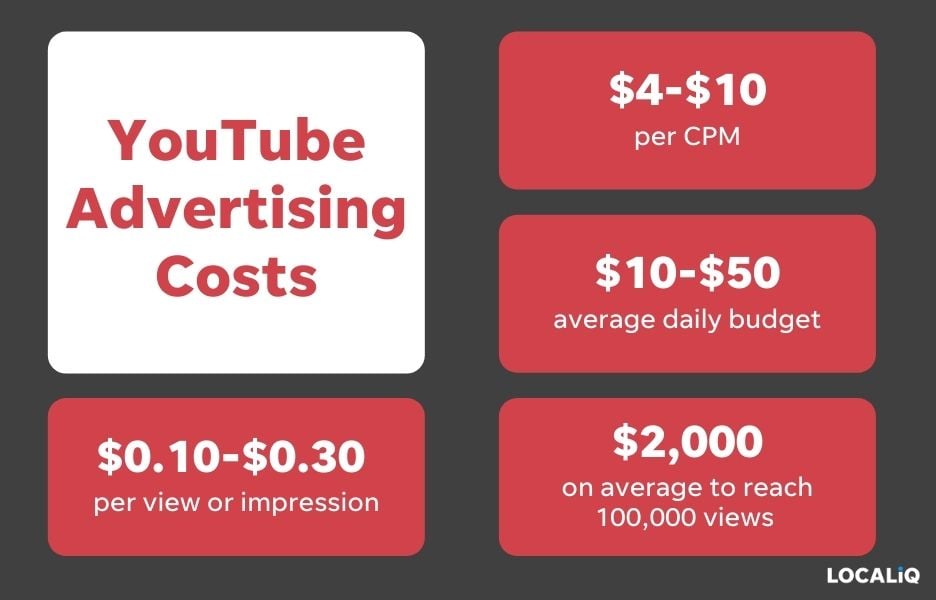 YouTube
Advertising
Costs
$0.10-$0.30
per view or impression
$4-$10
per CPM
$10-$50
average daily budget
$2,000
on average to reach
100,000 views
LOCALiQ